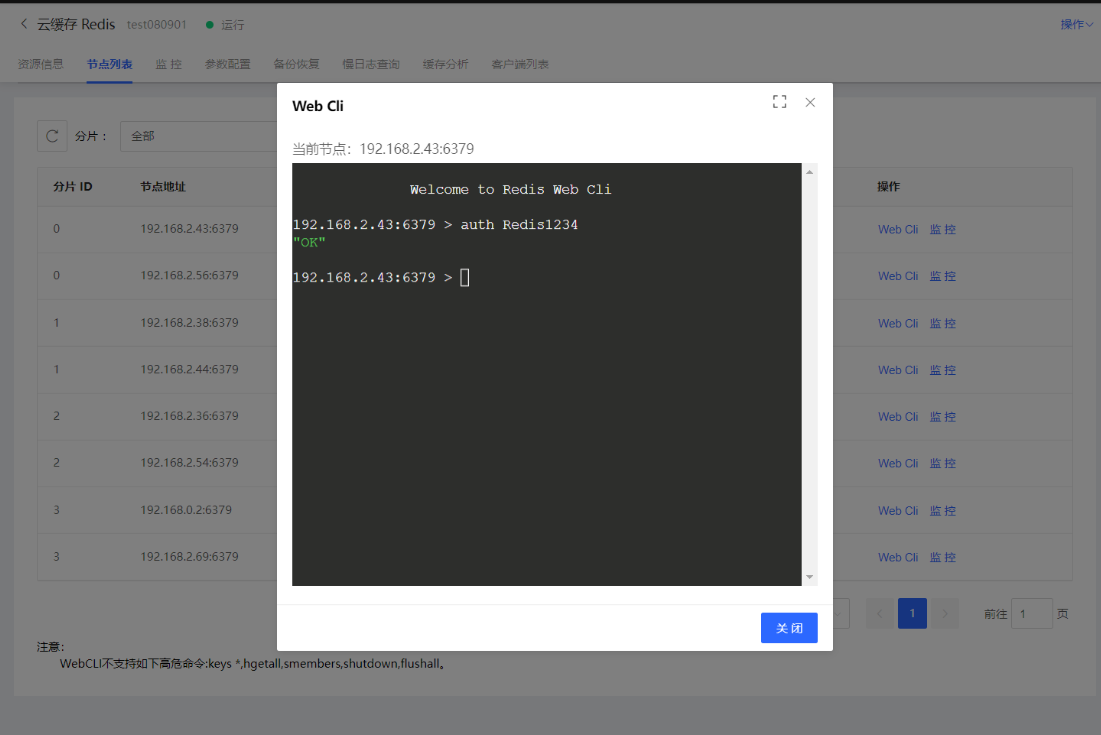 云缓存 Redis test080901 运行 操作
资源信息 节点列表 监 控 参数配置 备份恢复 慢日志查询 缓存分析 客户端列表
Web Cli
当前节点：192.168.2.43:6379
Welcome to Redis Web Cli
192.168.2.43:6379 > auth Redis1234
"OK"
192.168.2.43:6379 >
关 闭
分片： 全部
分片 ID 节点地址 操作
0 192.168.2.43:6379 Web Cli 监 控
0 192.168.2.56:6379 Web Cli 监 控
1 192.168.2.38:6379 Web Cli 监 控
1 192.168.2.44:6379 Web Cli 监 控
2 192.168.2.36:6379 Web Cli 监 控
2 192.168.2.54:6379 Web Cli 监 控
3 192.168.0.2:6379 Web Cli 监 控
3 192.168.2.69:6379 Web Cli 监 控
1 前往 1 页
注意：
WebCLI不支持如下高危命令:keys *,hgetall,smembers,shutdown,flushall。